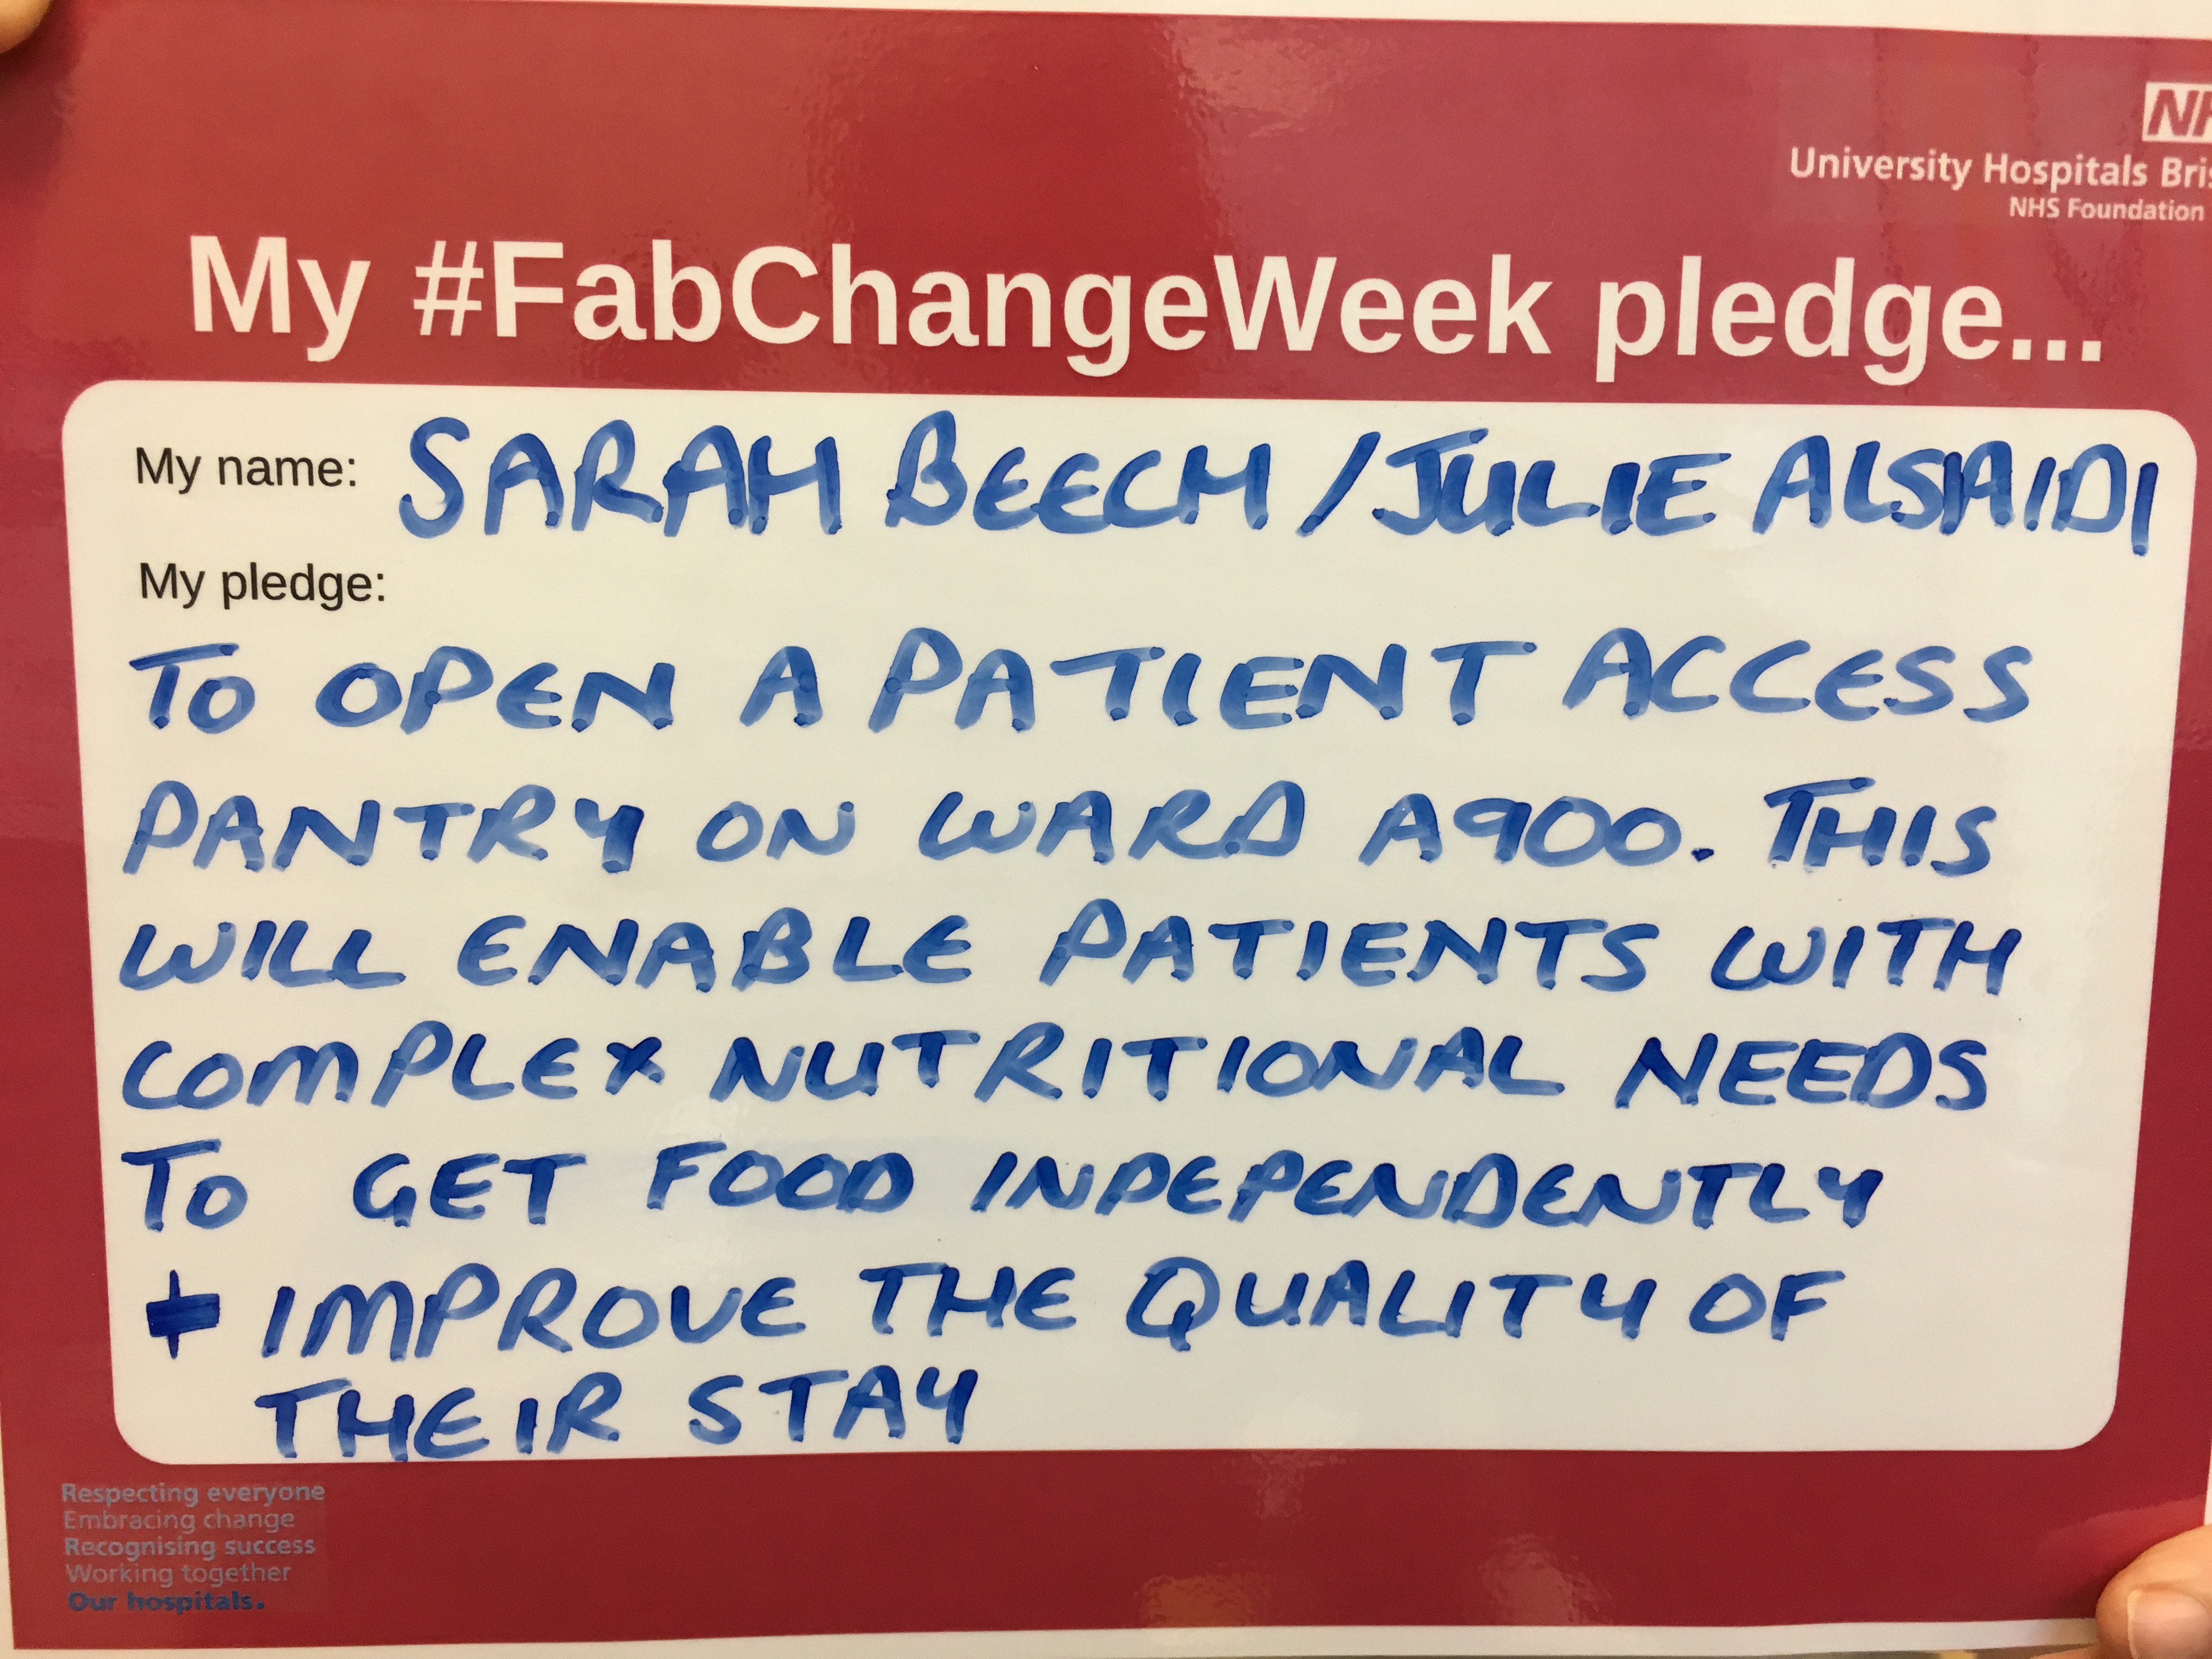 NH
University Hospitals Bris
NHS Foundation
My #FabChangeWeek pledge...
My name: SARAH BEECH / JULIE ALSAIDI
My pledge:
TO OPEN A PATIENT ACCESS
PANTRY ON WARD A900. THIS
WILL ENABLE PATIENTS WITH
COMPLEX NUTRITIONAL NEEDS
TO GET FOOD INDEPENDENTLY
+ IMPROVE THE QUALITY OF
THEIR STAY
Respecting everyone
Embracing change
Recognising success
Working together
Our hospitals.